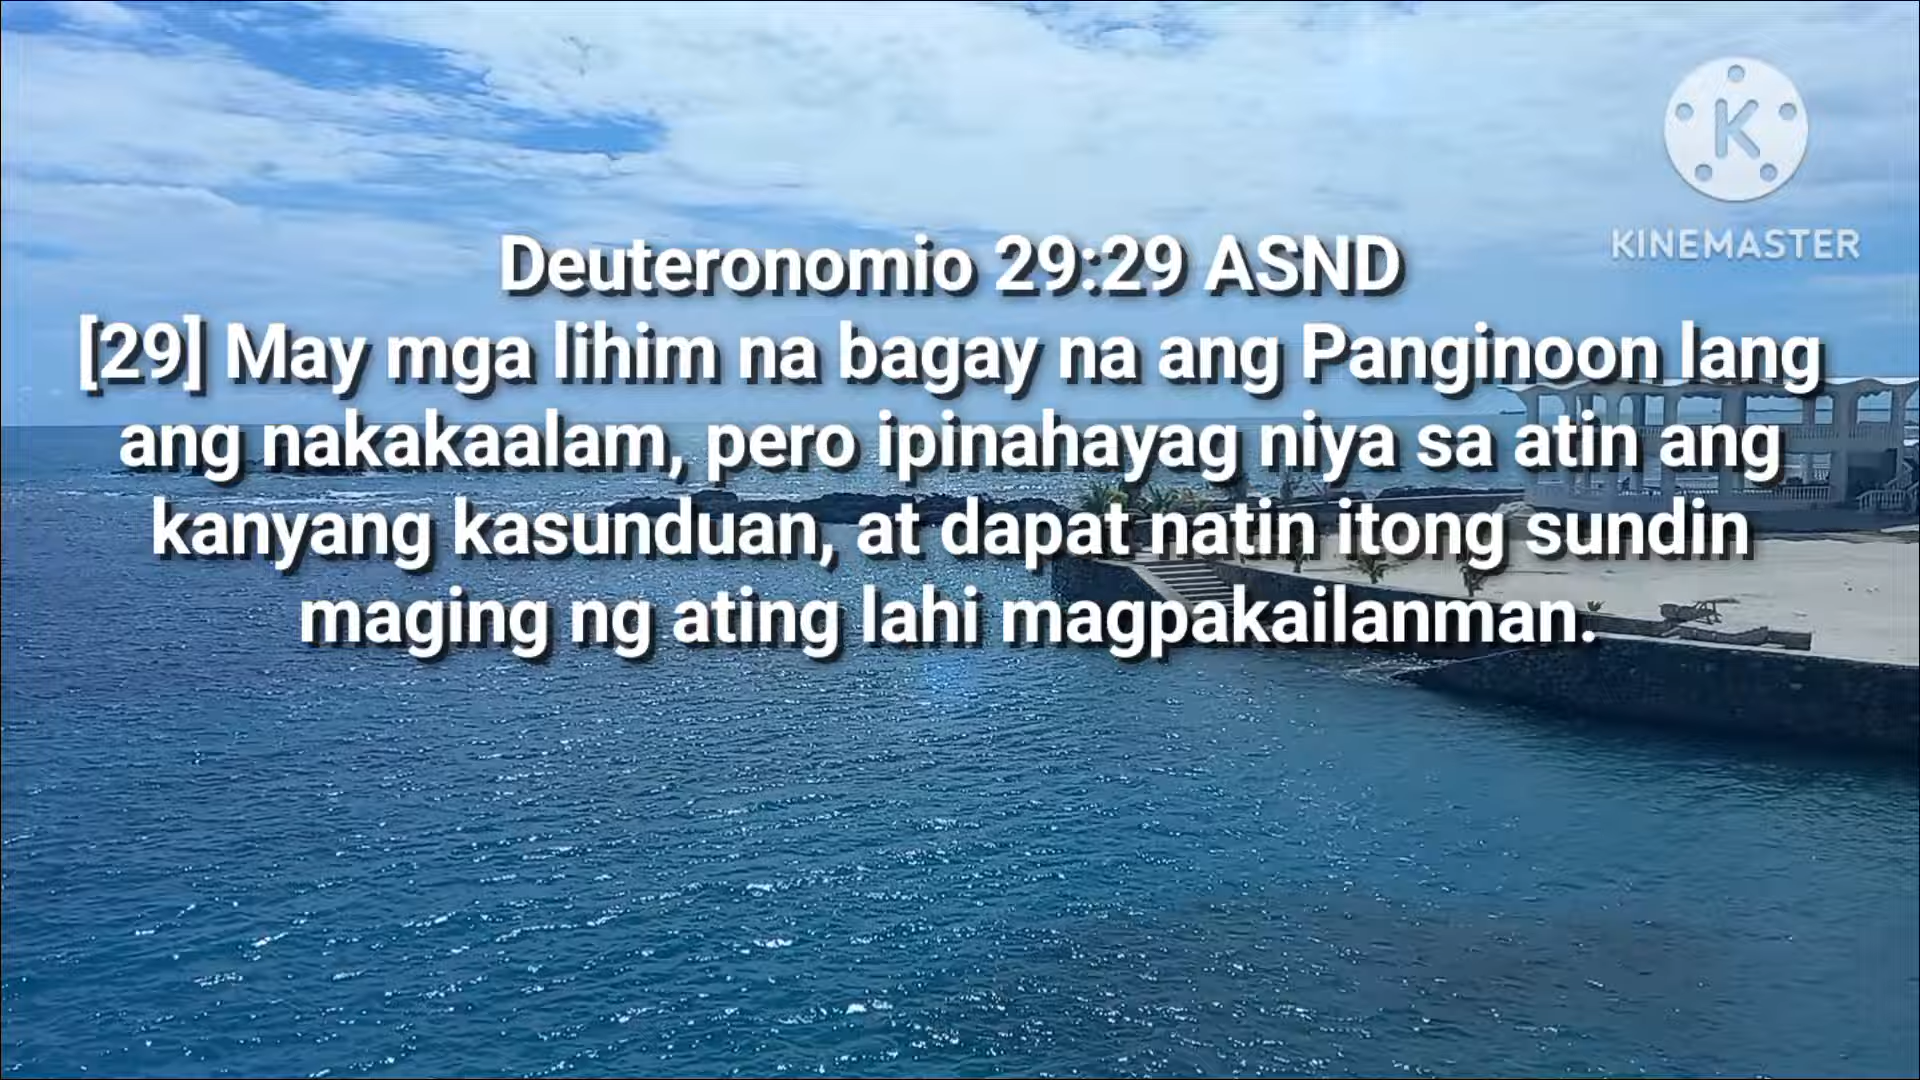 K
KINEMASTER
Deuteronomio 29:29 ASND
[29] May mga lihim na bagay na ang Panginoon lang
ang nakakaalam, pero ipinahayag niya sa atin ang
kanyang kasunduan, at dapat natin itong sundin
maging ng ating lahi magpakailanman.